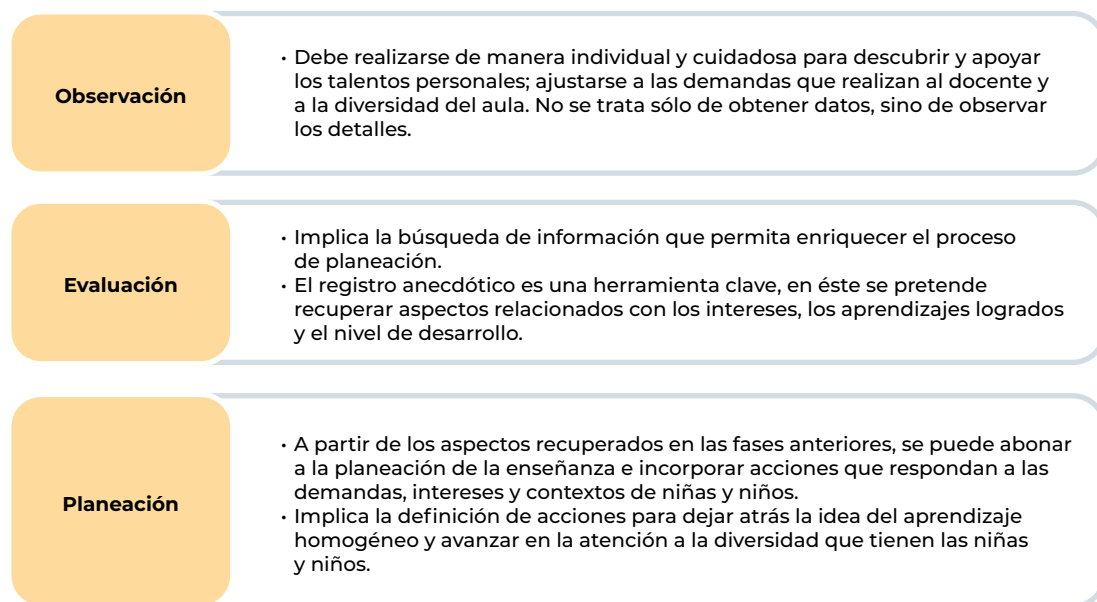 Observación
· Debe realizarse de manera individual y cuidadosa para descubrir y apoyar
los talentos personales; ajustarse a las demandas que realizan al docente y
a la diversidad del aula. No se trata sólo de obtener datos, sino de observar
los detalles.
Evaluación
· Implica la búsqueda de información que permita enriquecer el proceso
de planeación.
· El registro anecdótico es una herramienta clave, en éste se pretende
recuperar aspectos relacionados con los intereses, los aprendizajes logrados
y el nivel de desarrollo.
Planeación
· A partir de los aspectos recuperados en las fases anteriores, se puede abonar
a la planeación de la enseñanza e incorporar acciones que respondan a las
demandas, intereses y contextos de niñas y niños.
· Implica la definición de acciones para dejar atrás la idea del aprendizaje
homogéneo y avanzar en la atención a la diversidad que tienen las niñas
y niños.